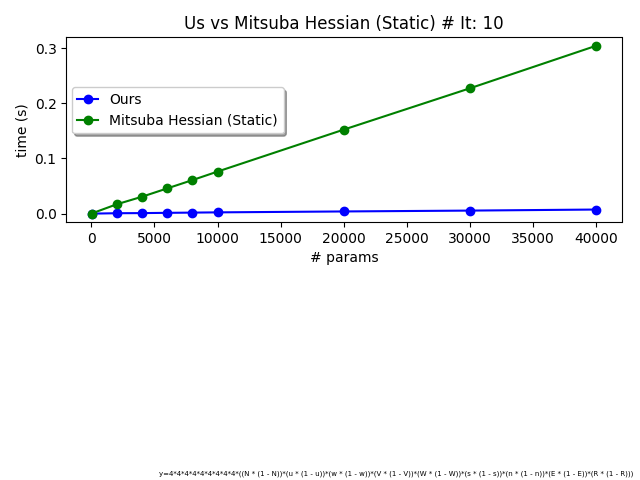 Us vs Mitsuba Hessian (Static) # It: 10
0.3
0.2
0.1
0.0
time (s)
Ours
Mitsuba Hessian (Static)
0 5000 10000 15000 20000 25000 30000 35000 40000
# params
y=4*4*4*4*4*4*4*4*4*((N * (1 - N))*(u * (1 - u))*(w * (1 - w))*(V * (1 - V))*(W * (1 - W))*(s * (1 - s))*(n * (1 - n))*(E * (1 - E))*(R * (1 - R)))